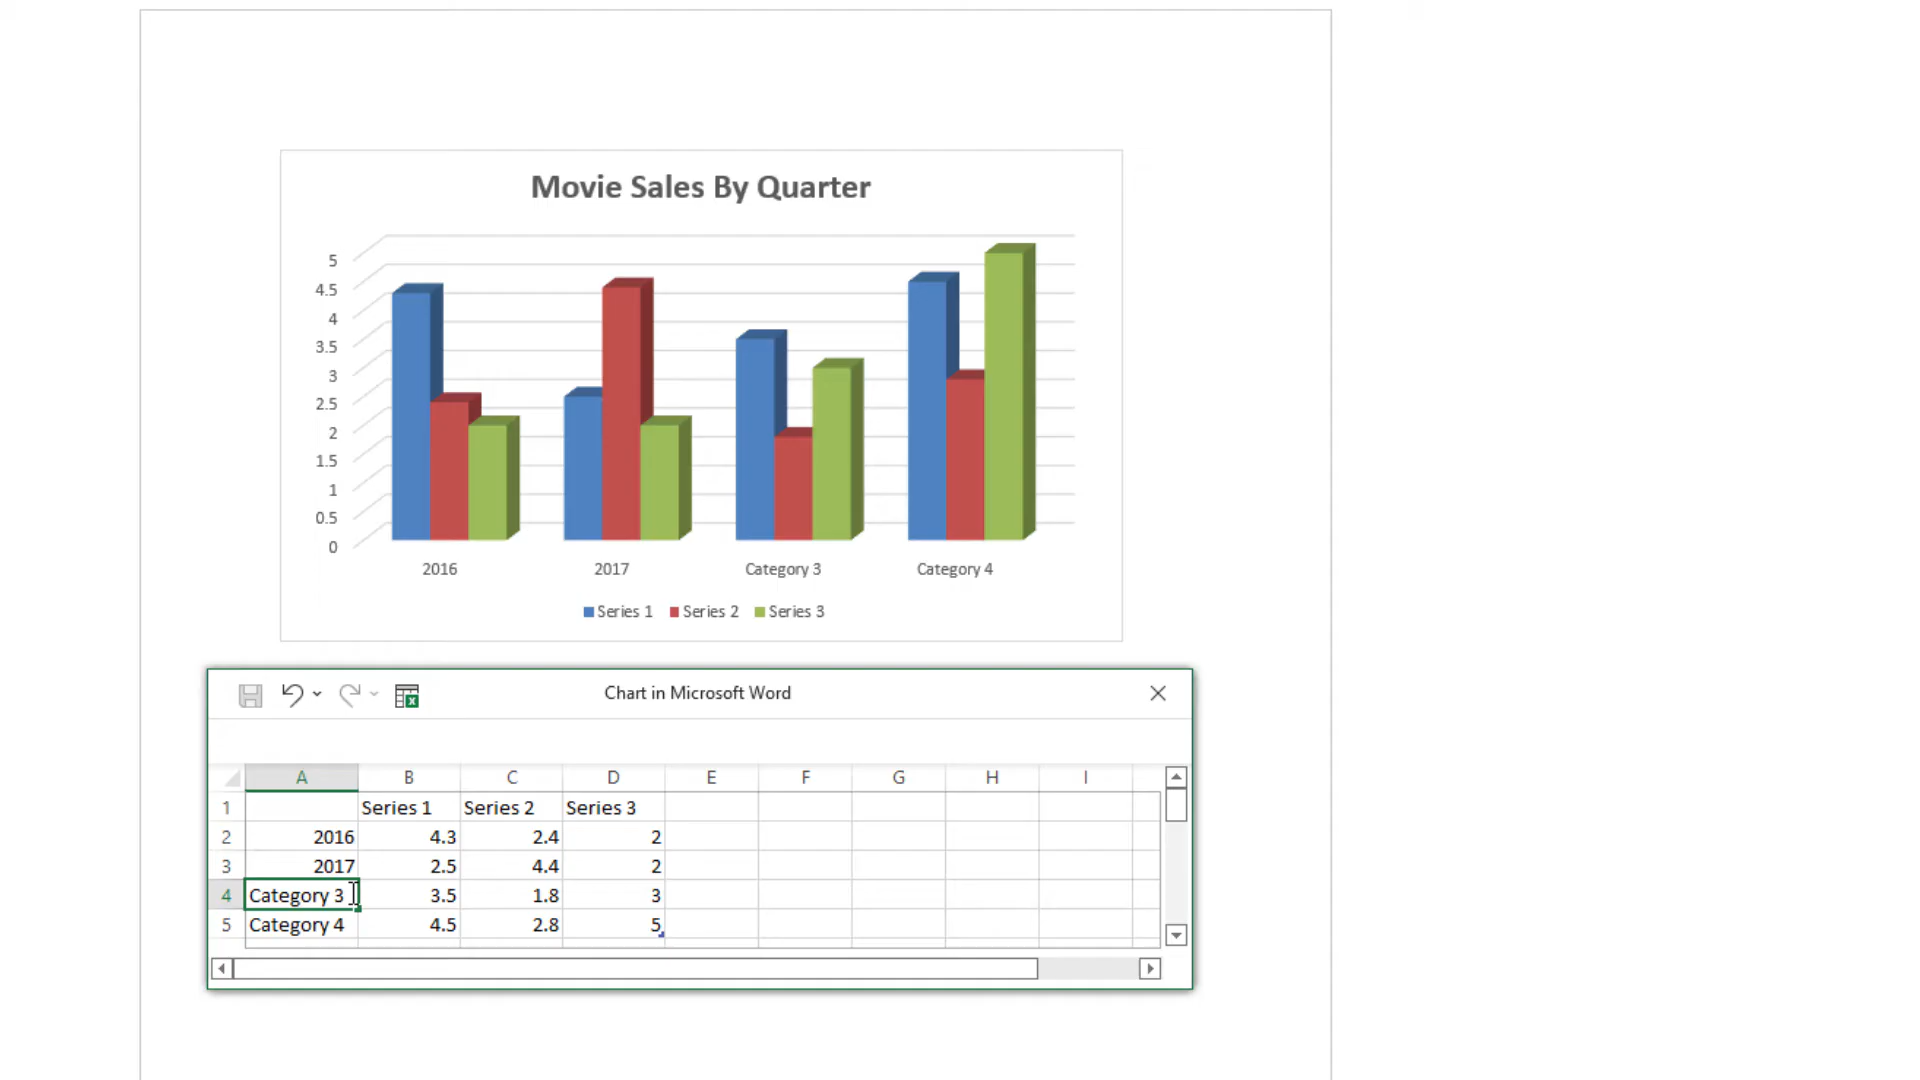 Movie Sales By Quarter
5
4.5
4
3.5
3
2.5
2
1.5
1
0.5
0
2016 2017 Category 3 Category 4
Series 1 Series 2 Series 3
Chart in Microsoft Word
A B C D E F G H I
1 Series 1 Series 2 Series 3
2 2016 4.3 2.4 2
3 2017 2.5 4.4 2
4 Category 3 3.5 1.8 3
5 Category 4 4.5 2.8 5